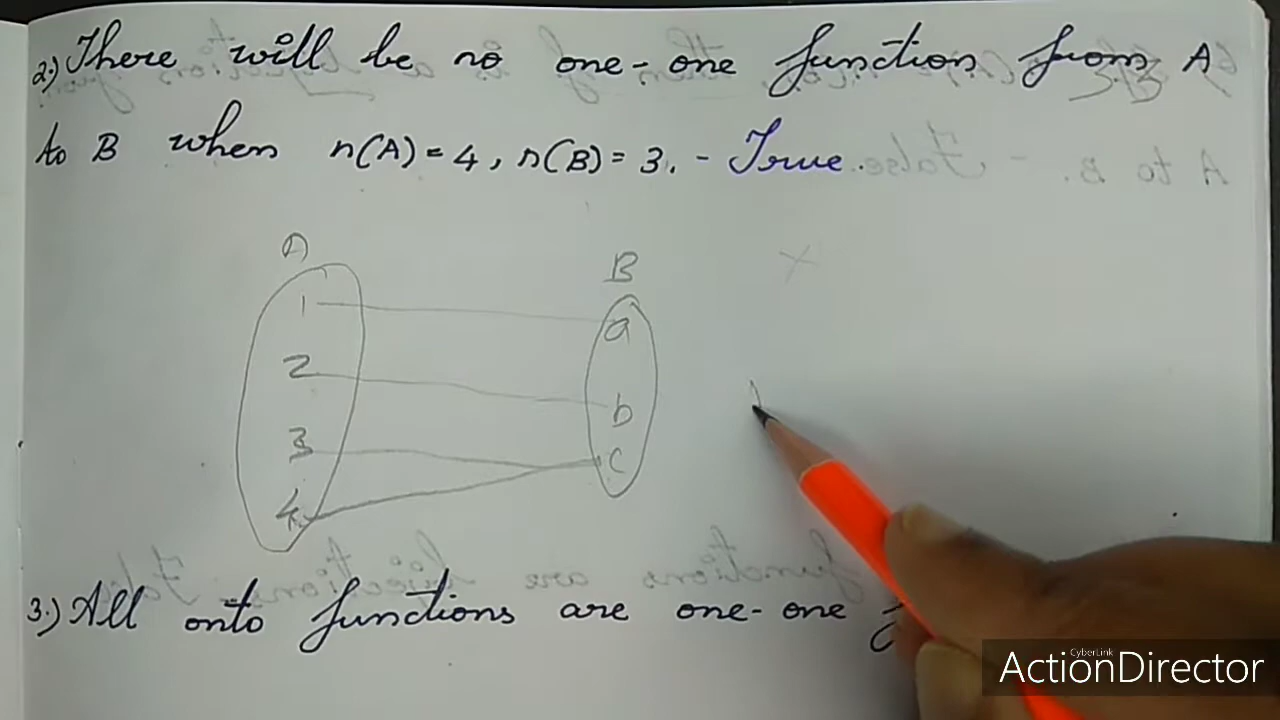 2.) There will be no one-one function from A
to B when n(A) = 4, n(B) = 3. - True.
A
B
1
a
2
b
3
c
4
3.) All onto functions are one-one
CyberLink
ActionDirector